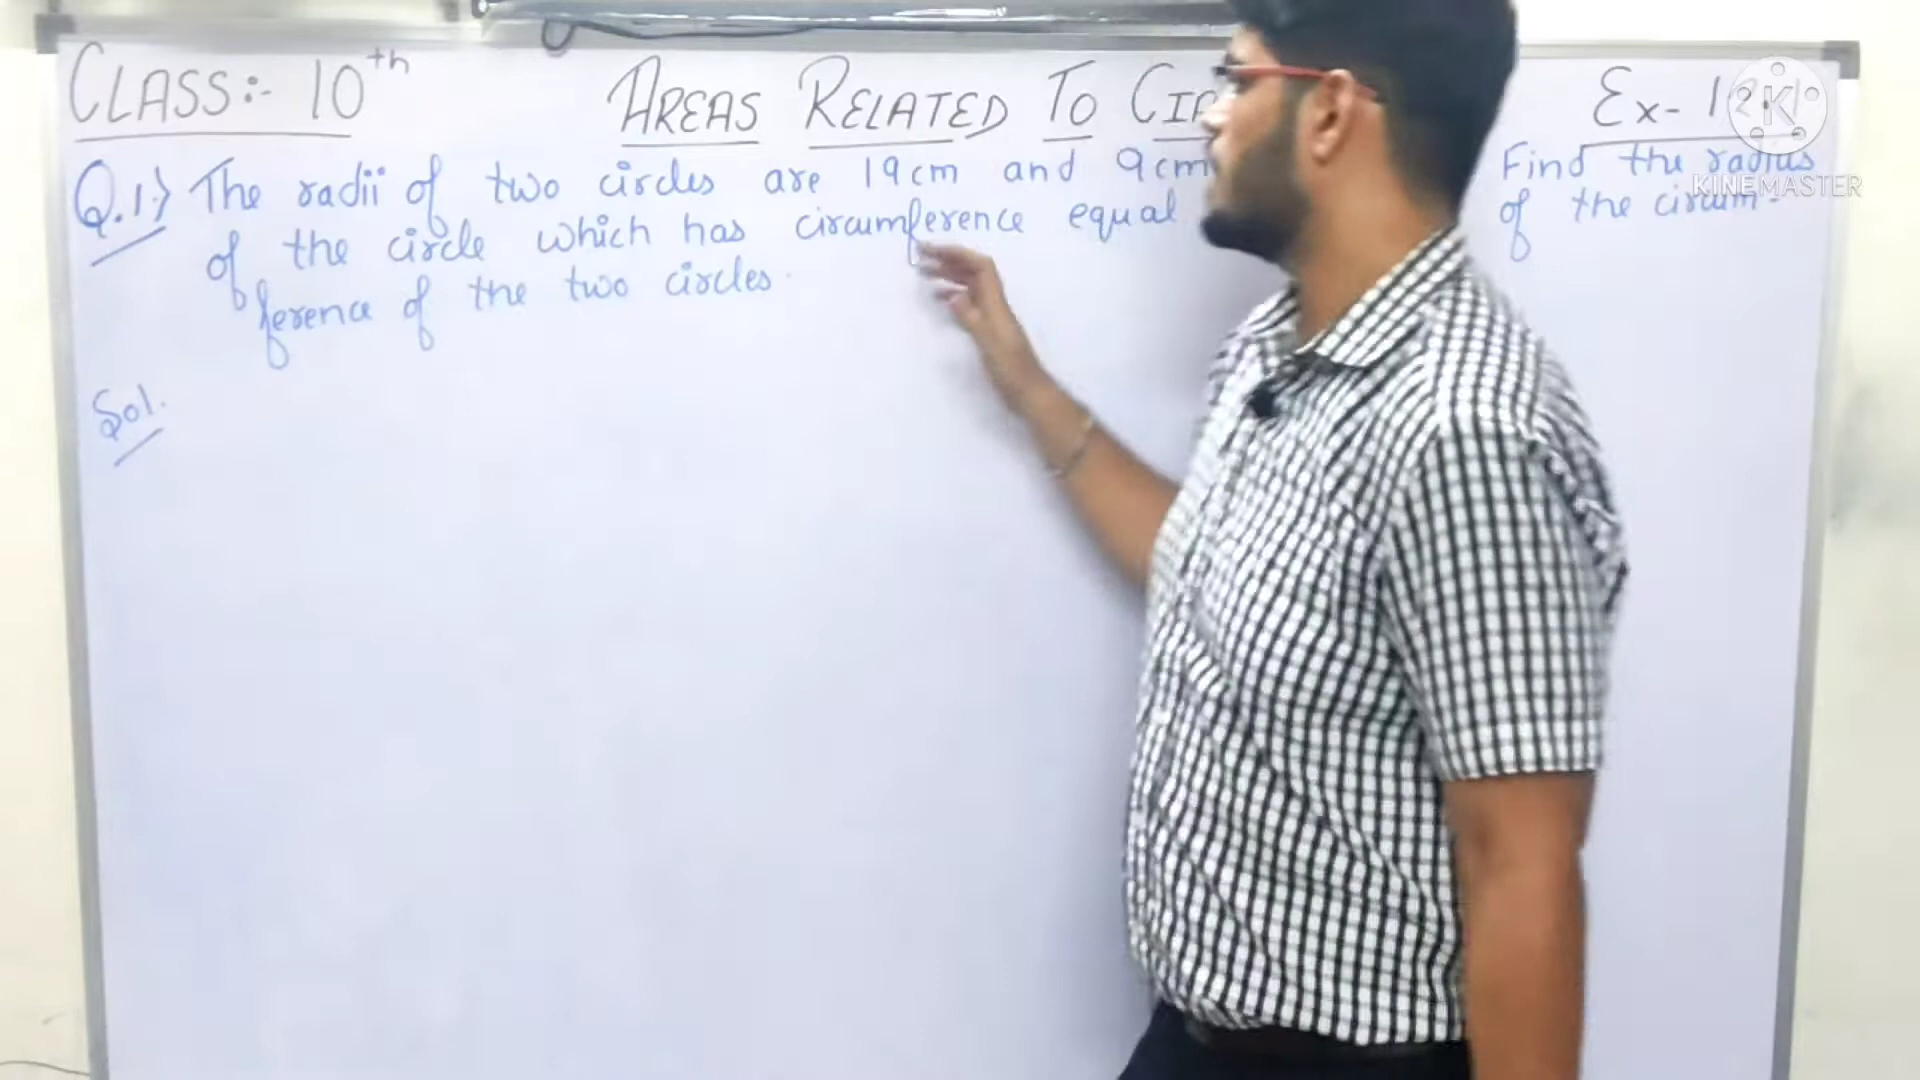 CLASS:- 10th AREAS RELATED TO Ex- 12.1
Q.1) The radii of two circles are 19cm and 9cm Find the radius
of the circle which has circumference equal of the circum-
ference of the two circles.
Sol.
K
KINEMASTER